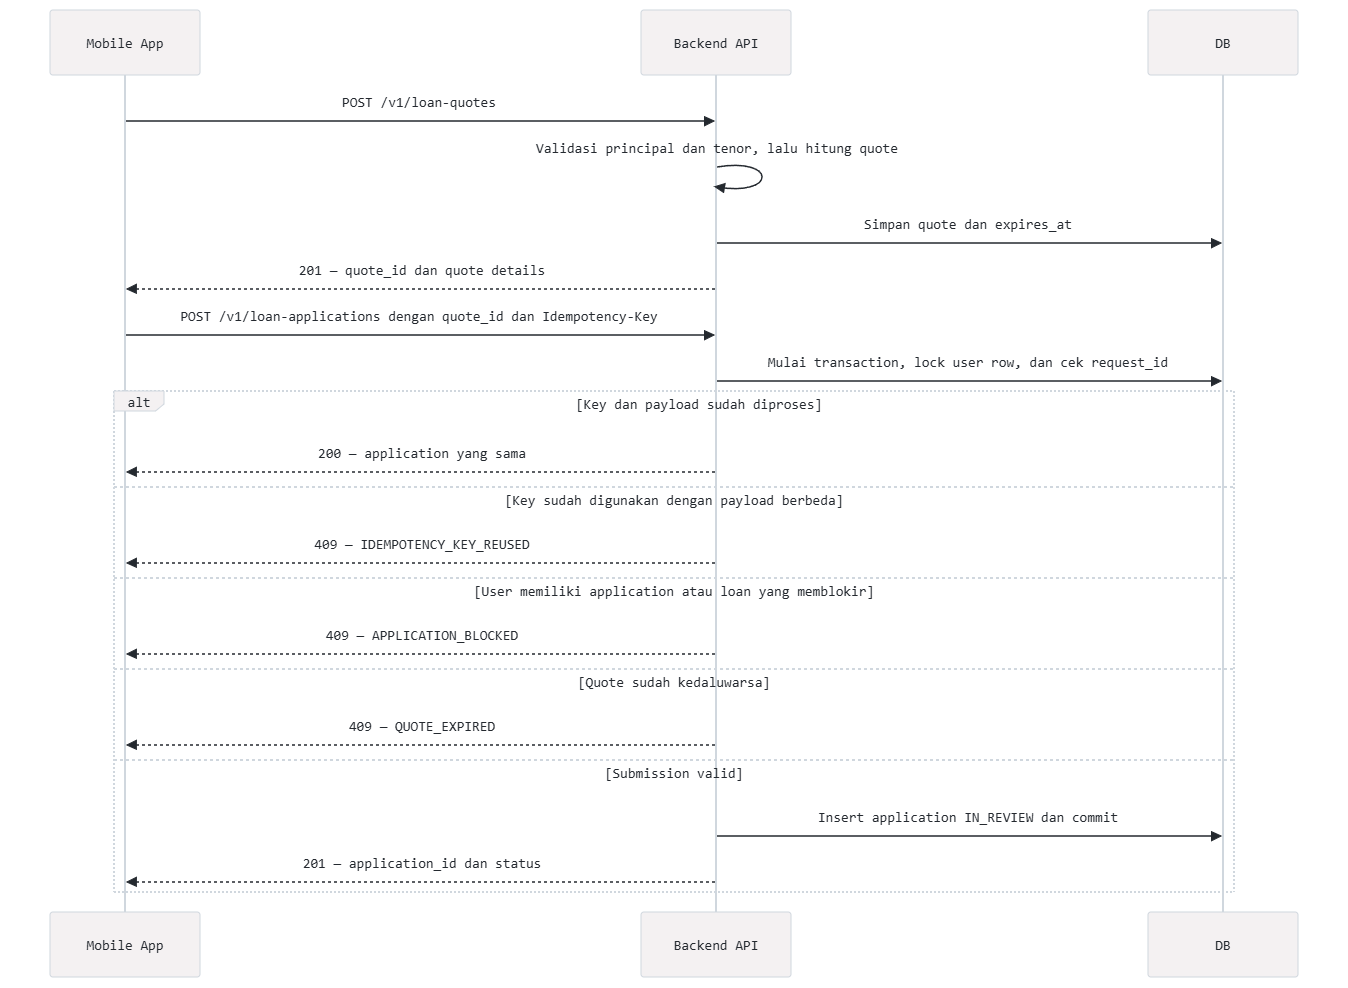 Mobile App
Backend API
DB
POST /v1/loan-quotes
Validasi principal dan tenor, lalu hitung quote
Simpan quote dan expires_at
201 — quote_id dan quote details
POST /v1/loan-applications dengan quote_id dan Idempotency-Key
Mulai transaction, lock user row, dan cek request_id
alt
[Key dan payload sudah diproses]
200 — application yang sama
[Key sudah digunakan dengan payload berbeda]
409 — IDEMPOTENCY_KEY_REUSED
[User memiliki application atau loan yang memblokir]
409 — APPLICATION_BLOCKED
[Quote sudah kedaluwarsa]
409 — QUOTE_EXPIRED
[Submission valid]
Insert application IN_REVIEW dan commit
201 — application_id dan status
Mobile App
Backend API
DB